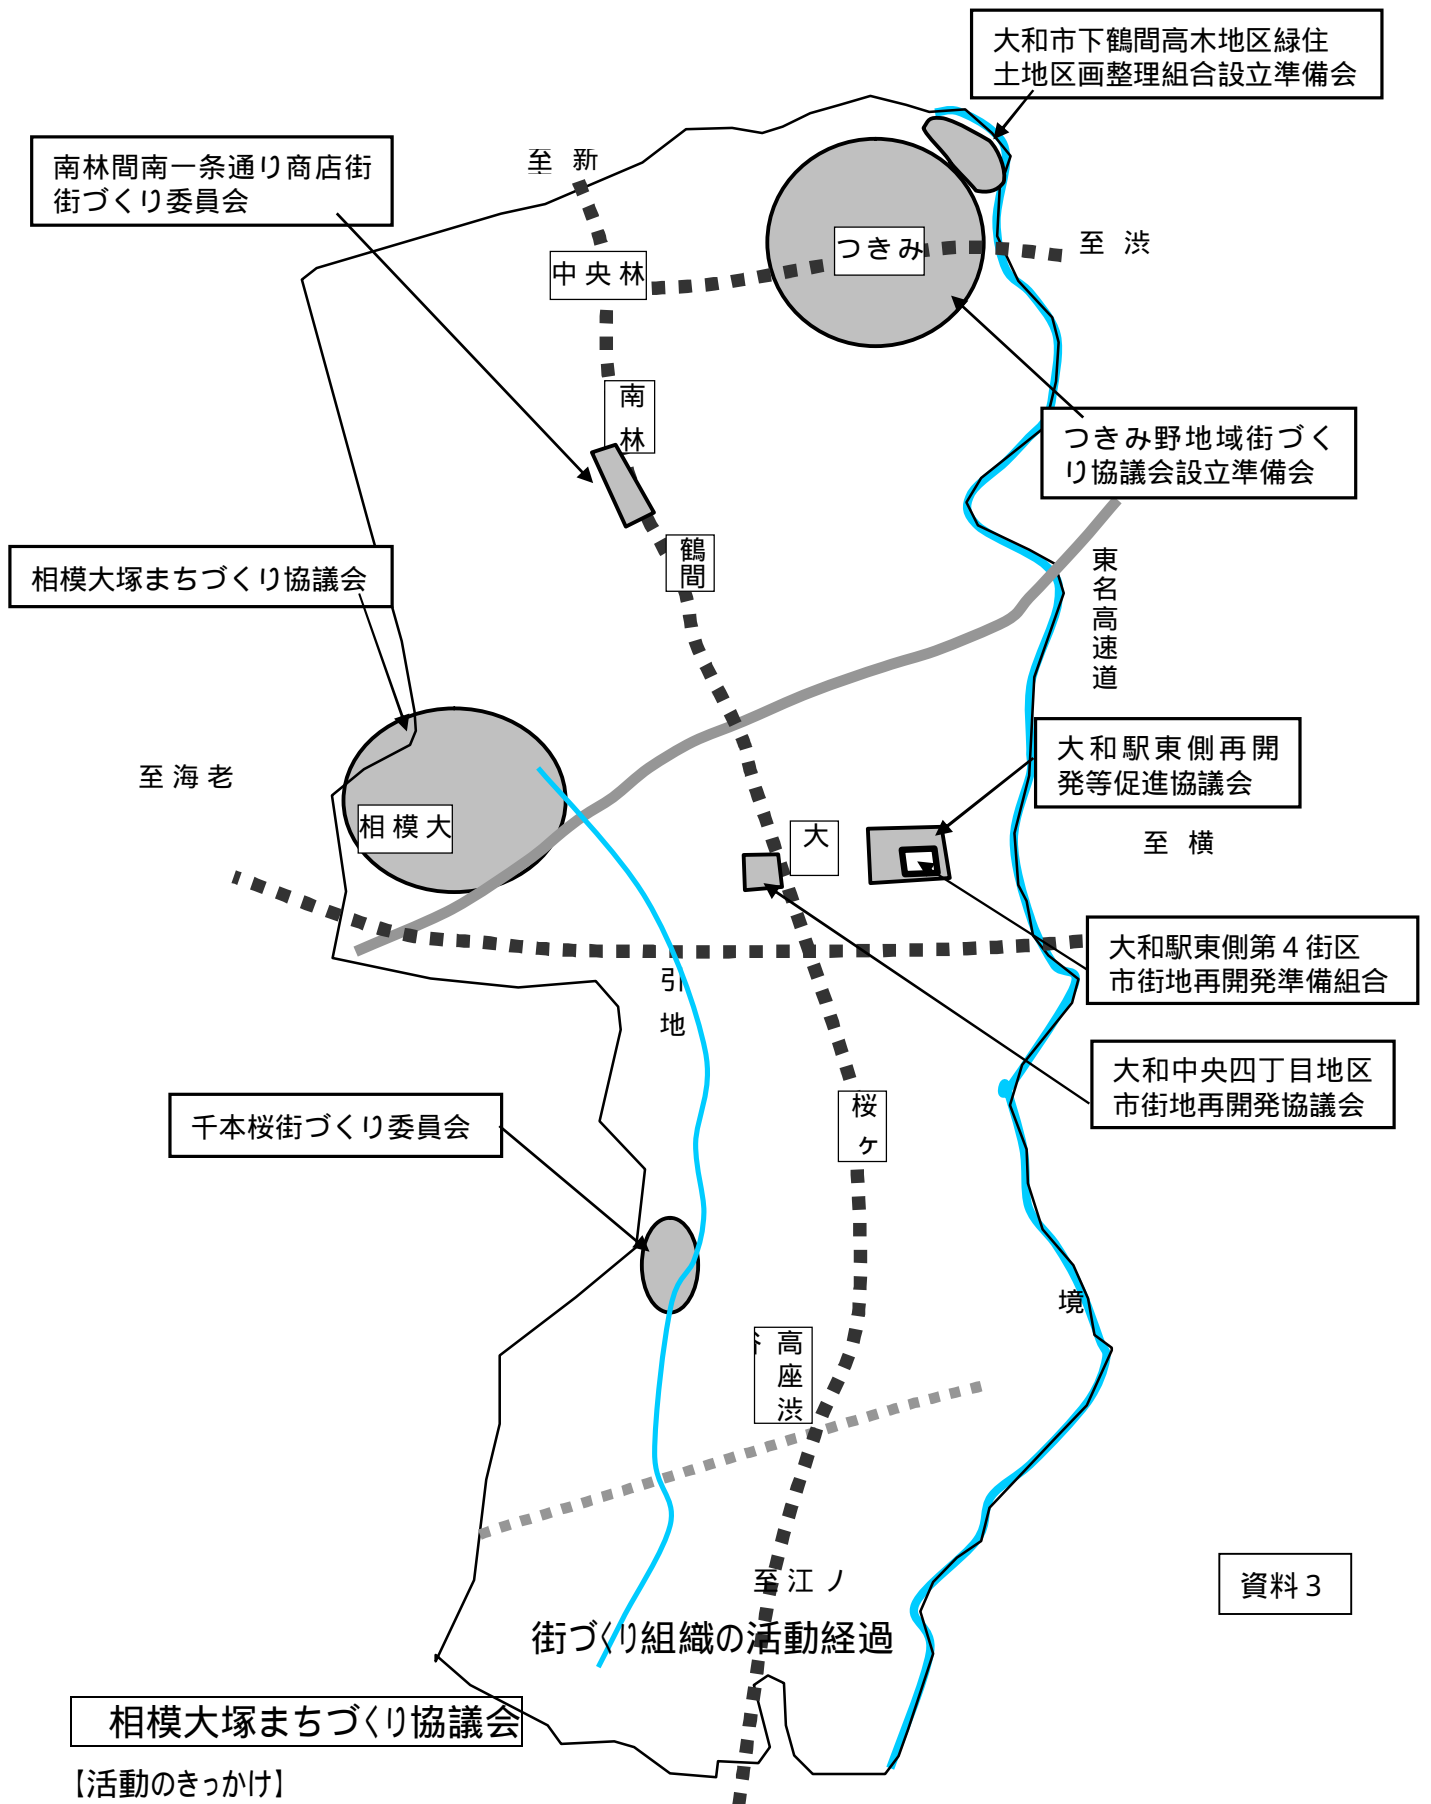 大和市下鶴間高木地区緑住
土地区画整理組合設立準備会
南林間南一条通り商店街
街づくり委員会
至 新
つきみ
至 渋
中央林
南
林
つきみ野地域街づく
り協議会設立準備会
鶴
間
東
名
高
速
道
相模大塚まちづくり協議会
大和駅東側再開
発等促進協議会
至海老
相模大
大
至 横
大和駅東側第４街区
市街地再開発準備組合
引
地
大和中央四丁目地区
市街地再開発協議会
桜
ヶ
千本桜街づくり委員会
境
高
座
渋
至江ノ
資料３
街づくり組織の活動経過
相模大塚まちづくり協議会
【活動のきっかけ】